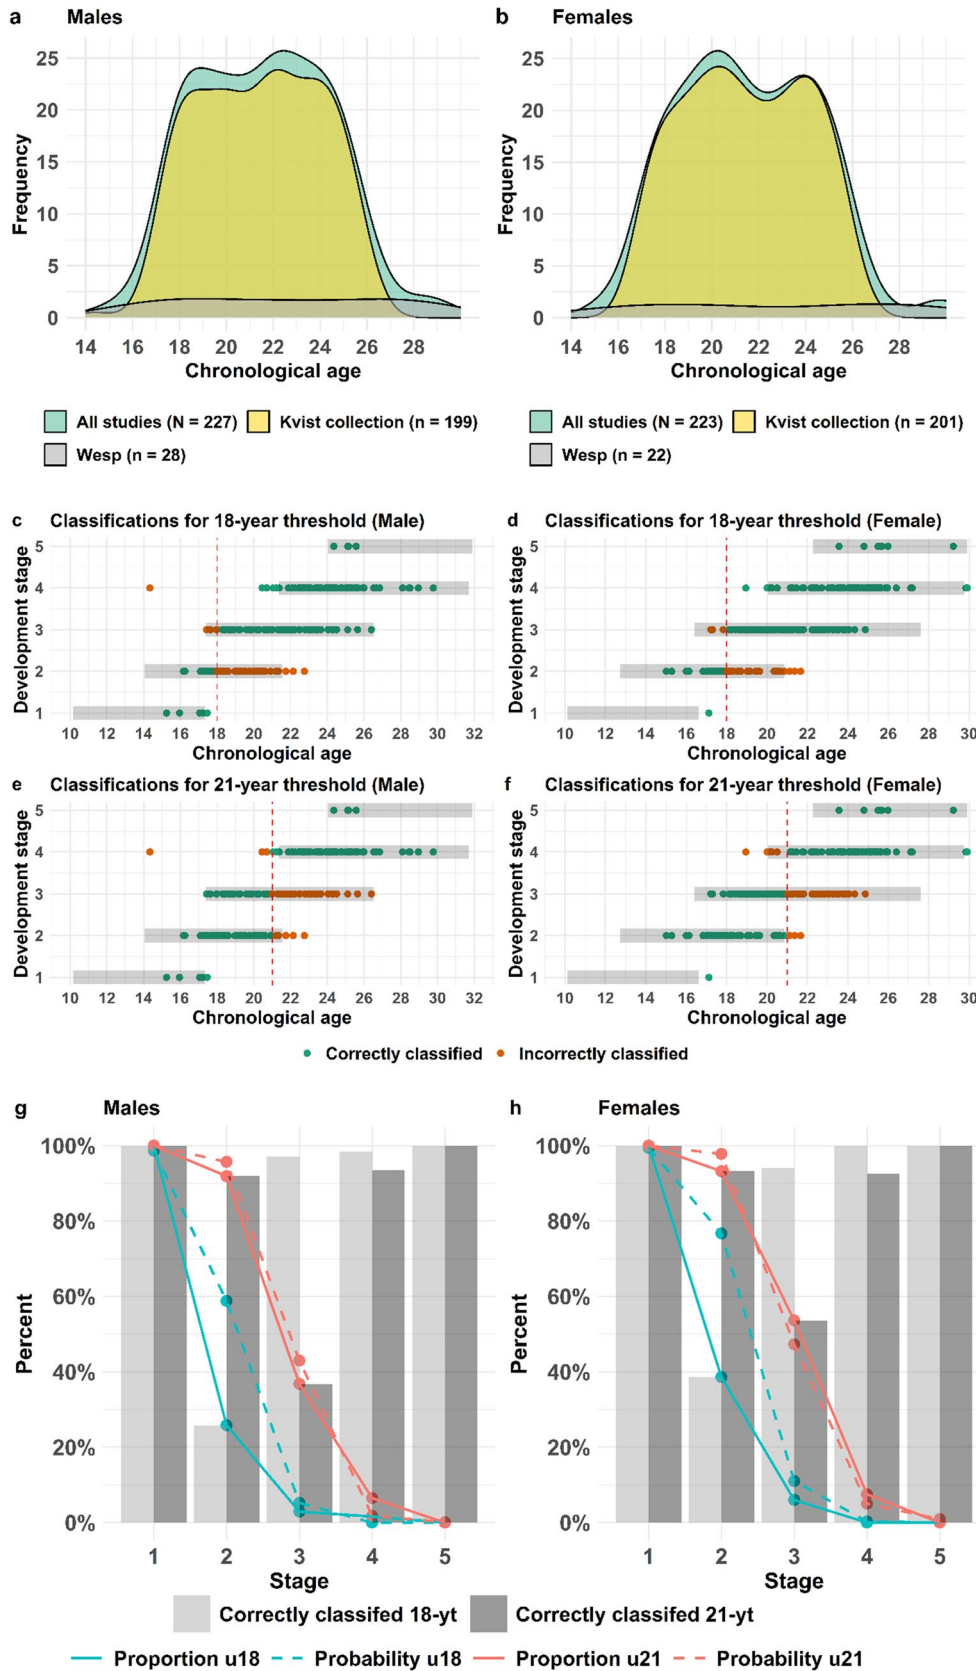 a Males
25
20
15
10
5
0
Frequency
14 16 18 20 22 24 26 28
Chronological age
All studies (N = 227) Kvist collection (n = 199)
Wesp (n = 28)
b Females
25
20
15
10
5
0
Frequency
14 16 18 20 22 24 26 28
Chronological age
All studies (N = 223) Kvist collection (n = 201)
Wesp (n = 22)
c Classifications for 18-year threshold (Male)
5
4
3
2
1
Development stage
10 12 14 16 18 20 22 24 26 28 30 32
Chronological age
d Classifications for 18-year threshold (Female)
5
4
3
2
1
Development stage
10 12 14 16 18 20 22 24 26 28 30
Chronological age
e Classifications for 21-year threshold (Male)
5
4
3
2
1
Development stage
10 12 14 16 18 20 22 24 26 28 30 32
Chronological age
f Classifications for 21-year threshold (Female)
5
4
3
2
1
Development stage
10 12 14 16 18 20 22 24 26 28 30
Chronological age
Correctly classified Incorrectly classified
g Males
100%
80%
60%
40%
20%
0%
Percent
1 2 3 4 5
Stage
h Females
100%
80%
60%
40%
20%
0%
Percent
1 2 3 4 5
Stage
Correctly classifed 18-yt Correctly classifed 21-yt
Proportion u18 Probability u18 Proportion u21 Probability u21